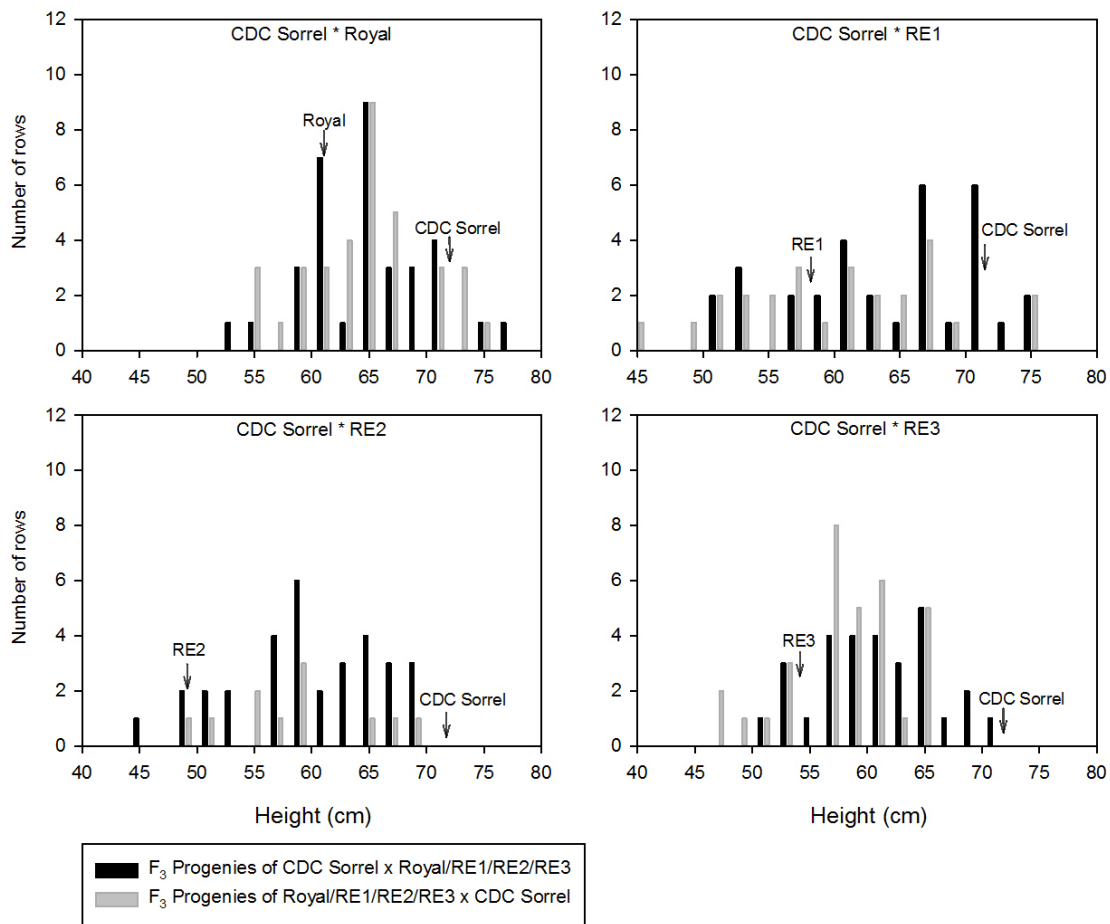 CDC Sorrel * Royal
Number of rows
12
10
8
6
4
2
0
Royal
CDC Sorrel
40 45 50 55 60 65 70 75 80
CDC Sorrel * RE1
12
10
8
6
4
2
0
RE1
CDC Sorrel
45 50 55 60 65 70 75 80
CDC Sorrel * RE2
Number of rows
12
10
8
6
4
2
0
RE2
CDC Sorrel
40 45 50 55 60 65 70 75 80
Height (cm)
CDC Sorrel * RE3
12
10
8
6
4
2
0
RE3
CDC Sorrel
40 45 50 55 60 65 70 75 80
Height (cm)
F3 Progenies of CDC Sorrel x Royal/RE1/RE2/RE3
F3 Progenies of Royal/RE1/RE2/RE3 x CDC Sorrel